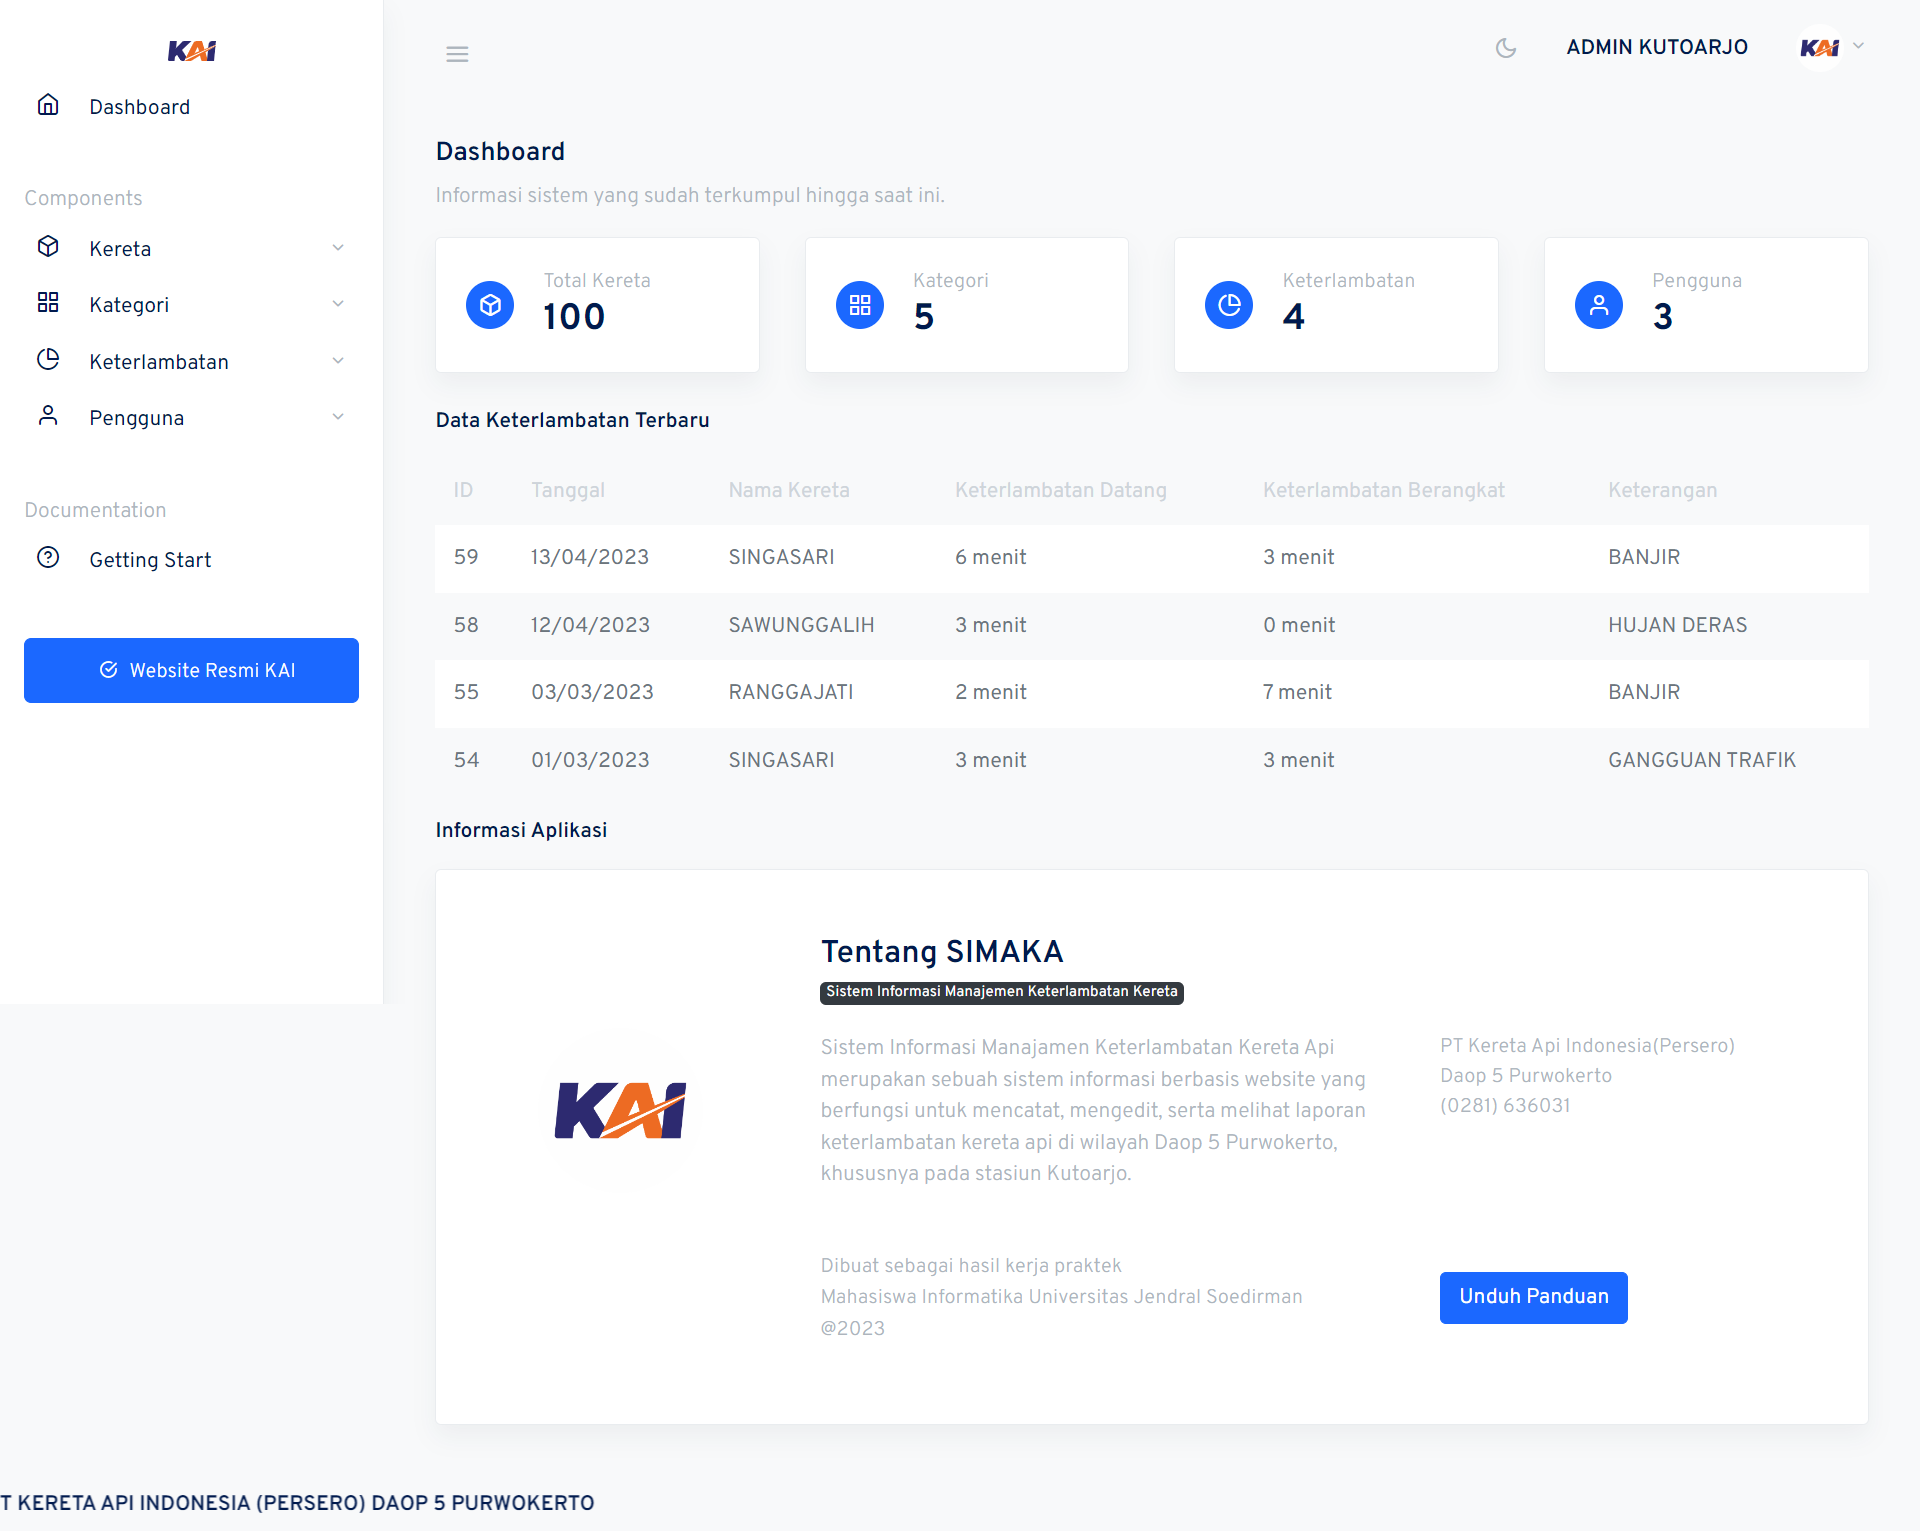 KAI
Dashboard
Components
Kereta
Kategori
Keterlambatan
Pengguna
Documentation
Getting Start
Website Resmi KAI
ADMIN KUTOARJO
KAI
Dashboard
Informasi sistem yang sudah terkumpul hingga saat ini.
Total Kereta
100
Kategori
5
Keterlambatan
4
Pengguna
3
Data Keterlambatan Terbaru
ID Tanggal Nama Kereta Keterlambatan Datang Keterlambatan Berangkat Keterangan
59 13/04/2023 SINGASARI 6 menit 3 menit BANJIR
58 12/04/2023 SAWUNGGALIH 3 menit 0 menit HUJAN DERAS
55 03/03/2023 RANGGAJATI 2 menit 7 menit BANJIR
54 01/03/2023 SINGASARI 3 menit 3 menit GANGGUAN TRAFIK
Informasi Aplikasi
KAI
Tentang SIMAKA
Sistem Informasi Manajemen Keterlambatan Kereta
Sistem Informasi Manajamen Keterlambatan Kereta Api
merupakan sebuah sistem informasi berbasis website yang
berfungsi untuk mencatat, mengedit, serta melihat laporan
keterlambatan kereta api di wilayah Daop 5 Purwokerto,
khususnya pada stasiun Kutoarjo.
PT Kereta Api Indonesia(Persero)
Daop 5 Purwokerto
(0281) 636031
Dibuat sebagai hasil kerja praktek
Mahasiswa Informatika Universitas Jendral Soedirman
@2023
Unduh Panduan
T KERETA API INDONESIA (PERSERO) DAOP 5 PURWOKERTO